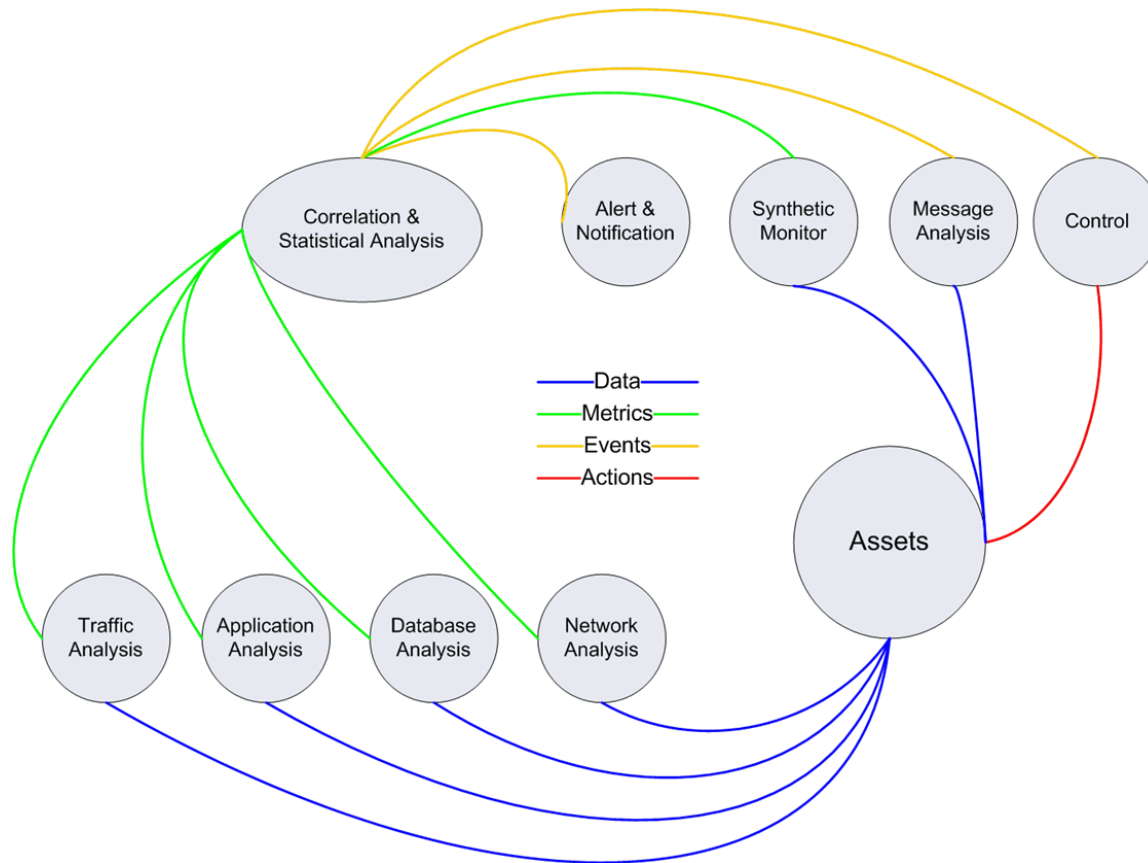 Correlation &
Statistical Analysis
Alert &
Notification
Synthetic
Monitor
Message
Analysis
Control
Data
Metrics
Events
Actions
Assets
Traffic
Analysis
Application
Analysis
Database
Analysis
Network
Analysis